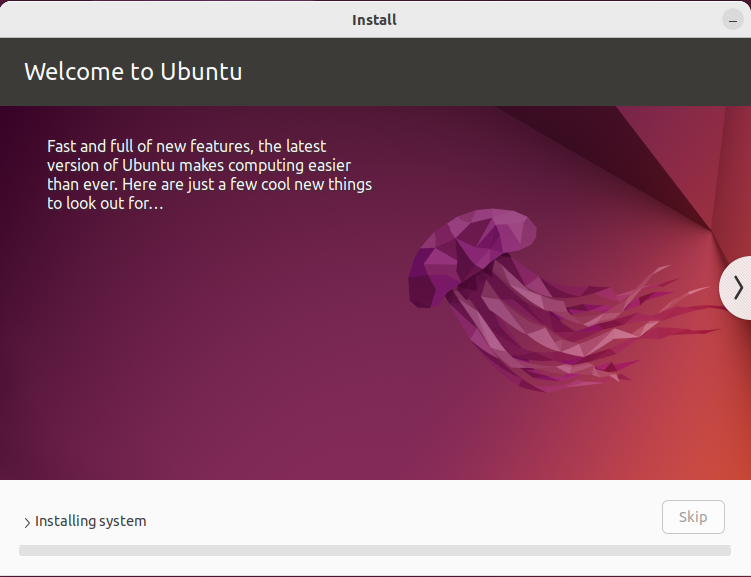 Install
Welcome to Ubuntu
Fast and full of new features, the latest
version of Ubuntu makes computing easier
than ever. Here are just a few cool new things
to look out for…
Installing system
Skip